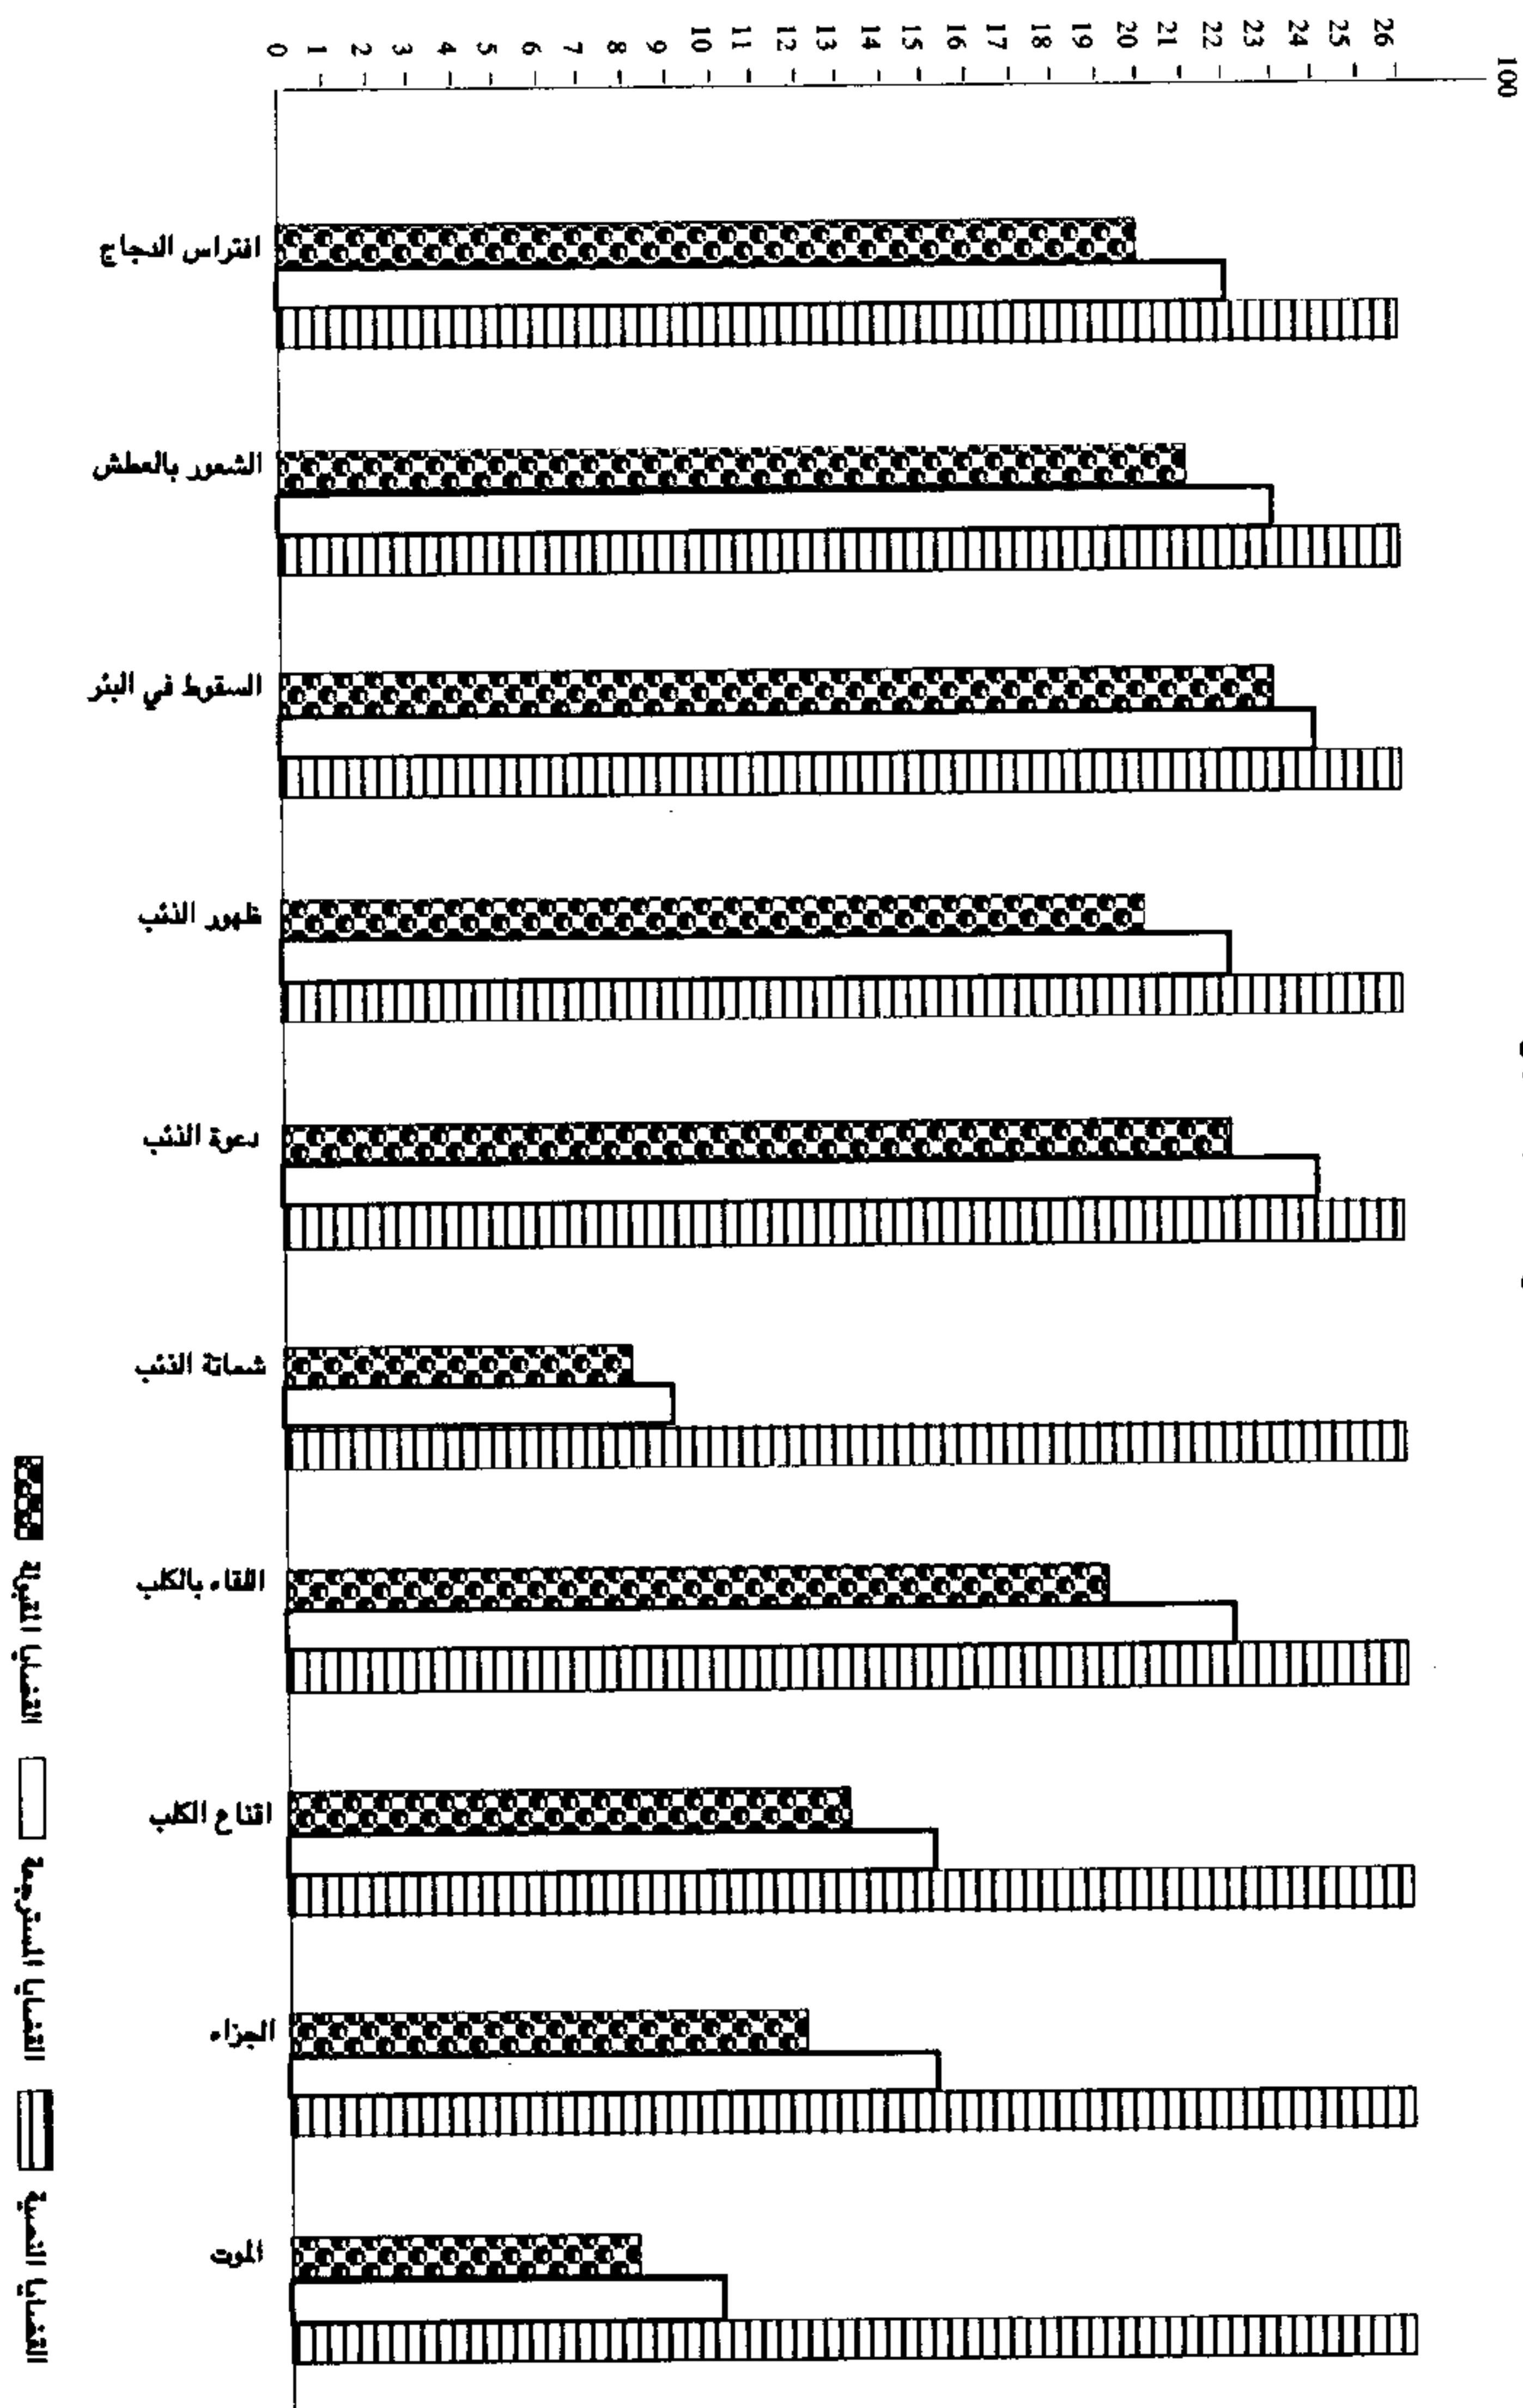 100
26
25
24
23
22
21
20
19
18
17
16
15
14
13
12
11
10
9
8
7
6
5
4
3
2
1
0
افتراس الدجاج
الشعور بالعطش
السقوط في البئر
ظهور الذئب
دعوة الذئب
شماتة الذئب
اللقاء بالكلب
اقناع الكلب
الجزاء
الموت
القضايا المقبولة
القضايا المسترجعة
القضايا النصية